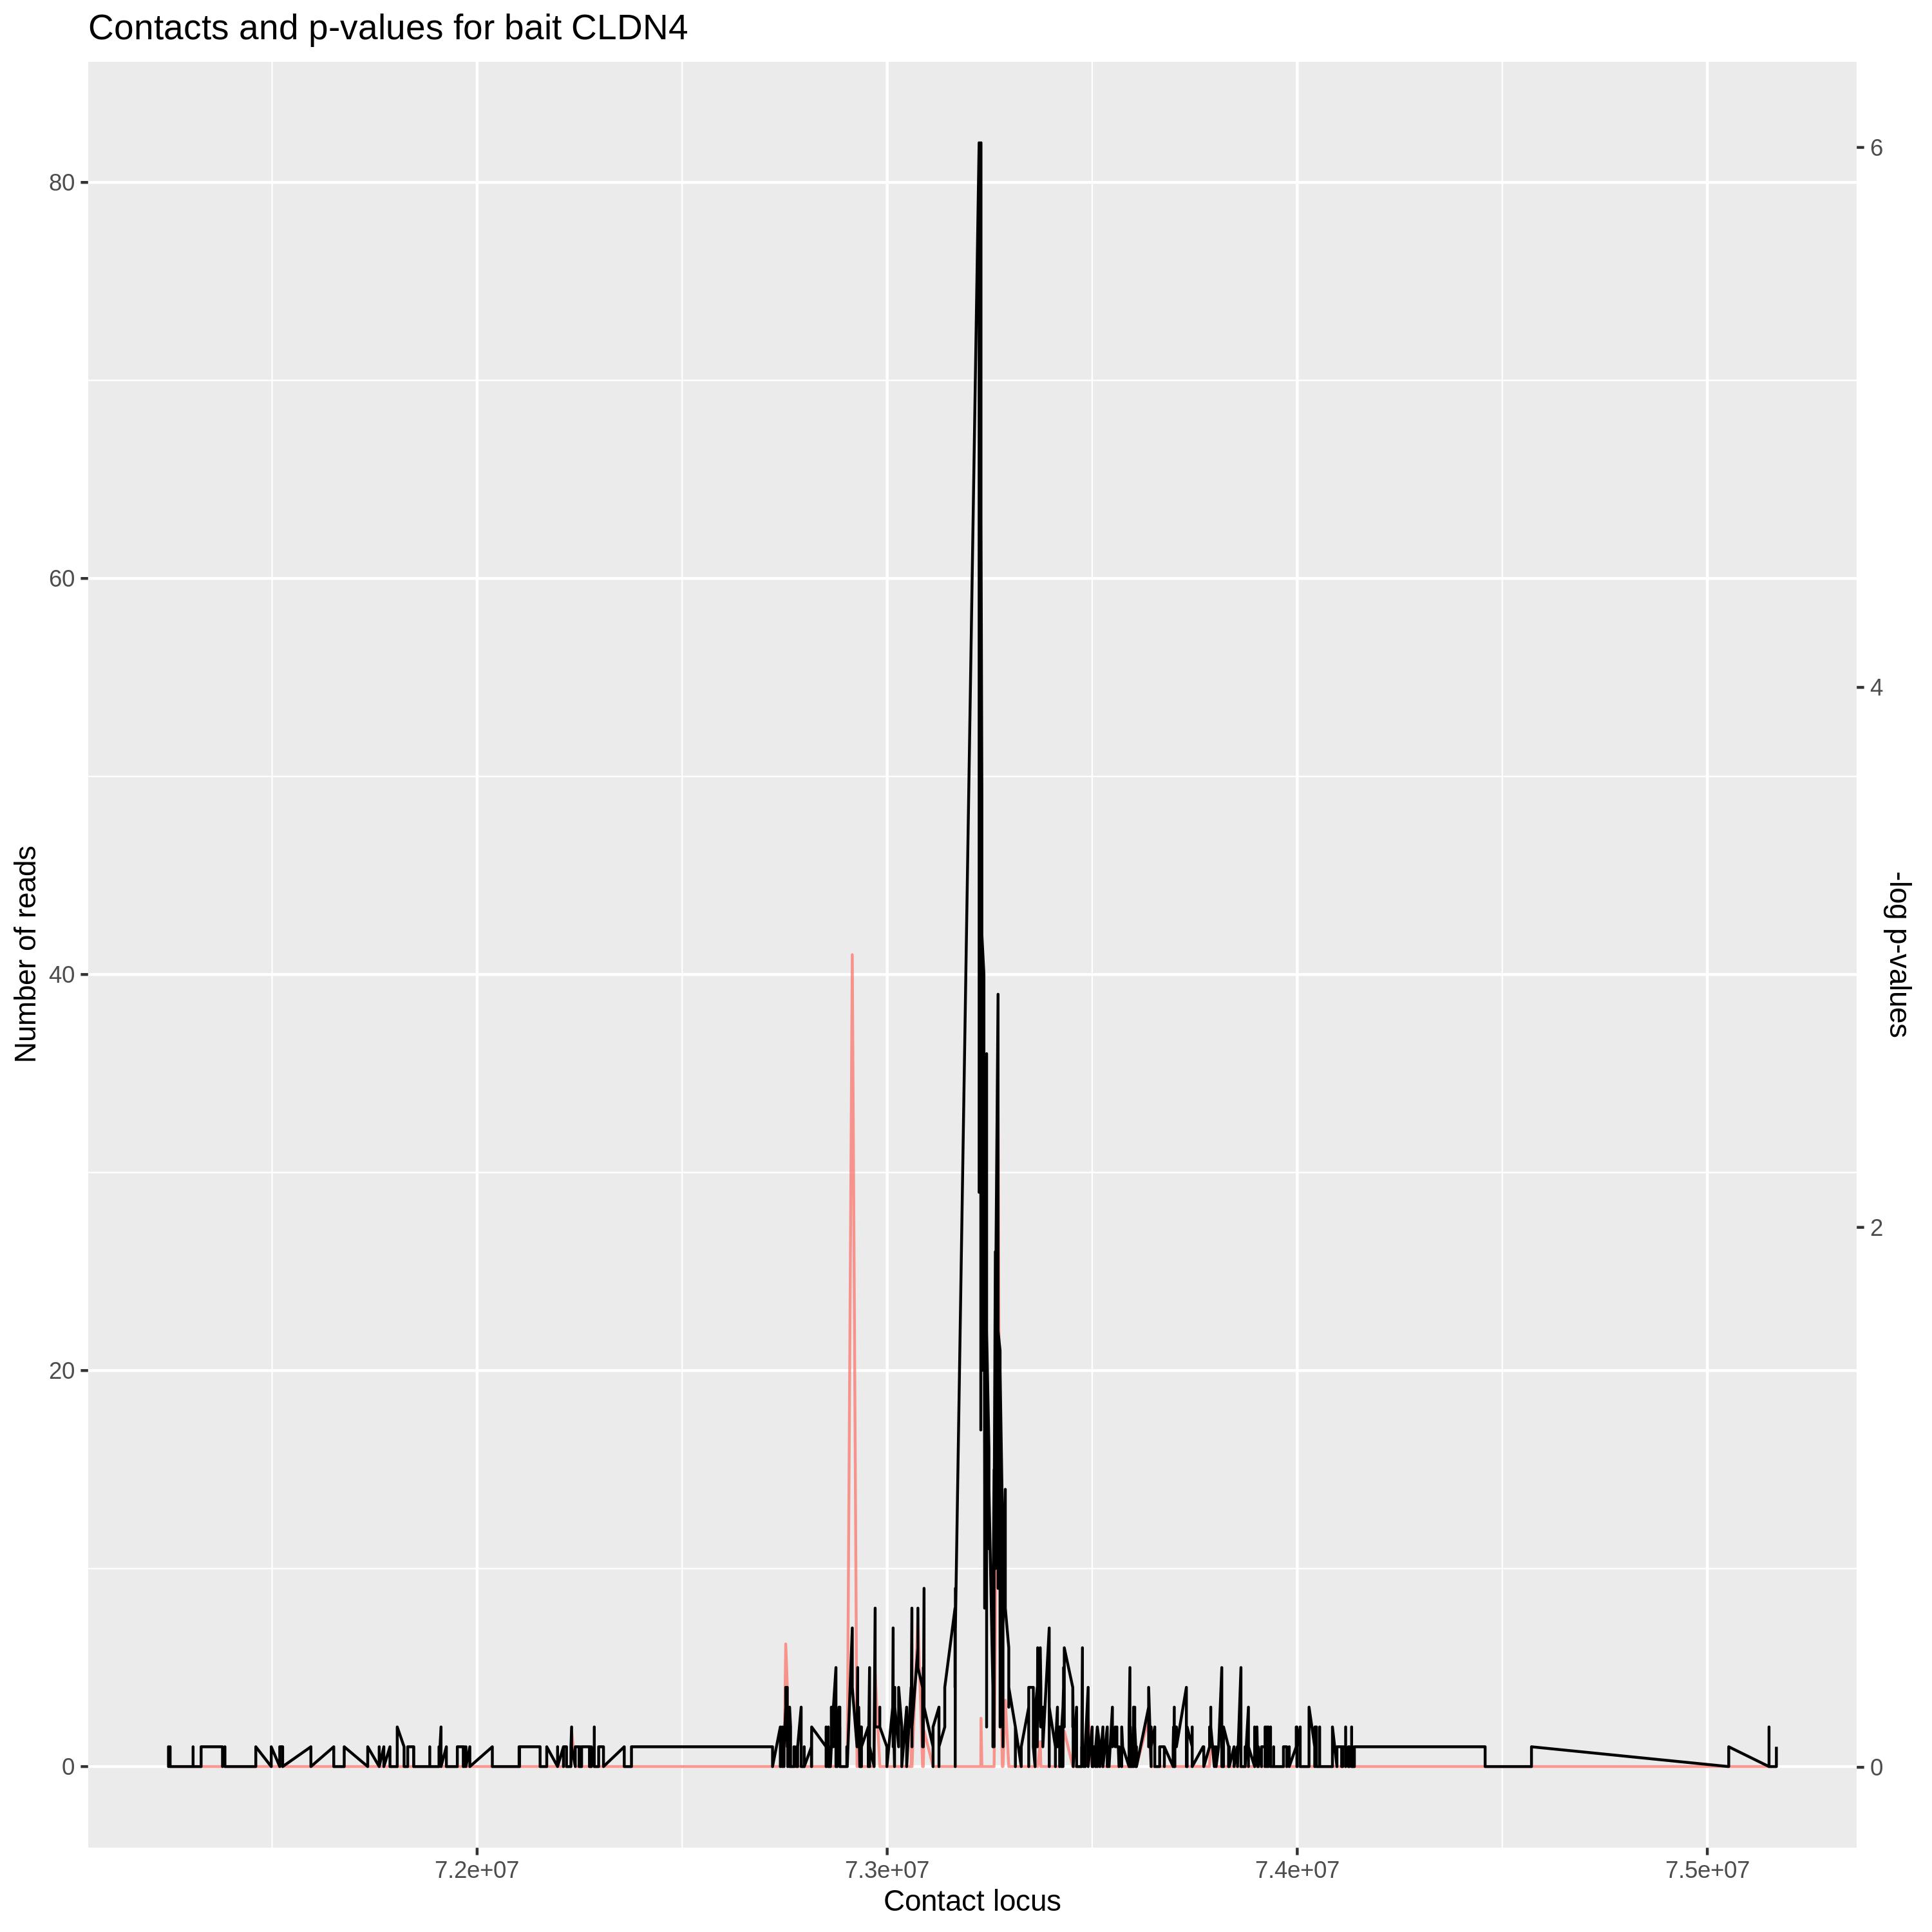 Contacts and p-values for bait CLDN4
80
60
40
20
0
Number of reads
6
4
2
0
-log p-values
7.2e+07
7.3e+07
7.4e+07
7.5e+07
Contact locus